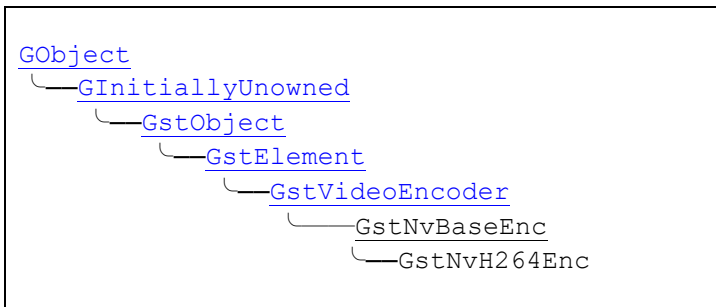 GObject
╰──GInitiallyUnowned
╰──GstObject
╰──GstElement
╰──GstVideoEncoder
╰───GstNvBaseEnc
╰──GstNvH264Enc